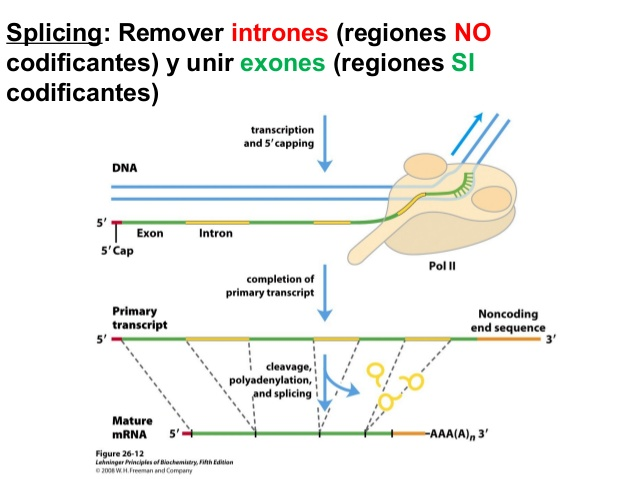 Splicing: Remover intrones (regiones NO
codificantes) y unir exones (regiones SI
codificantes)
transcription
and 5′ capping
DNA
5′
Exon
Intron
5′ Cap
Pol II
completion of
primary transcript
Primary
transcript
Noncoding
end sequence
5′
3′
cleavage,
polyadenylation,
and splicing
Mature
mRNA
5′
AAA(A)n 3′
Figure 26-12
Lehninger Principles of Biochemistry, Fifth Edition
© 2008 W. H. Freeman and Company